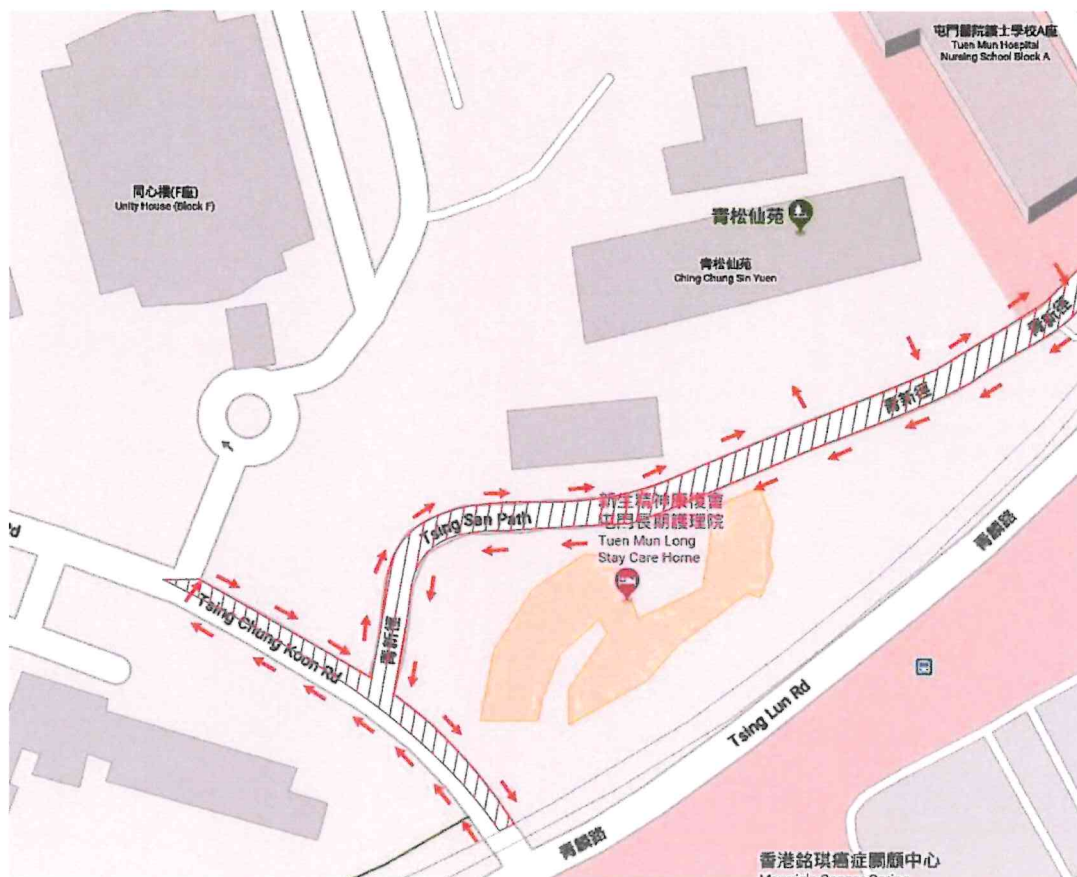 屯門醫院護士學校A座
Tuen Mun Hospital
Nursing School Block A
同心樓(F座)
Unity House (Block F)
青松仙苑
青松仙苑
Ching Chung Sin Yuen
青新徑
青新徑
新生精神康復會
屯門長期護理院
Tuen Mun Long
Stay Care Home
Tsing San Path
青麟路
Rd
Tsing Chung Koon Rd
青新徑
Tsing Lun Rd
青麟路
香港銘琪癌症關顧中心